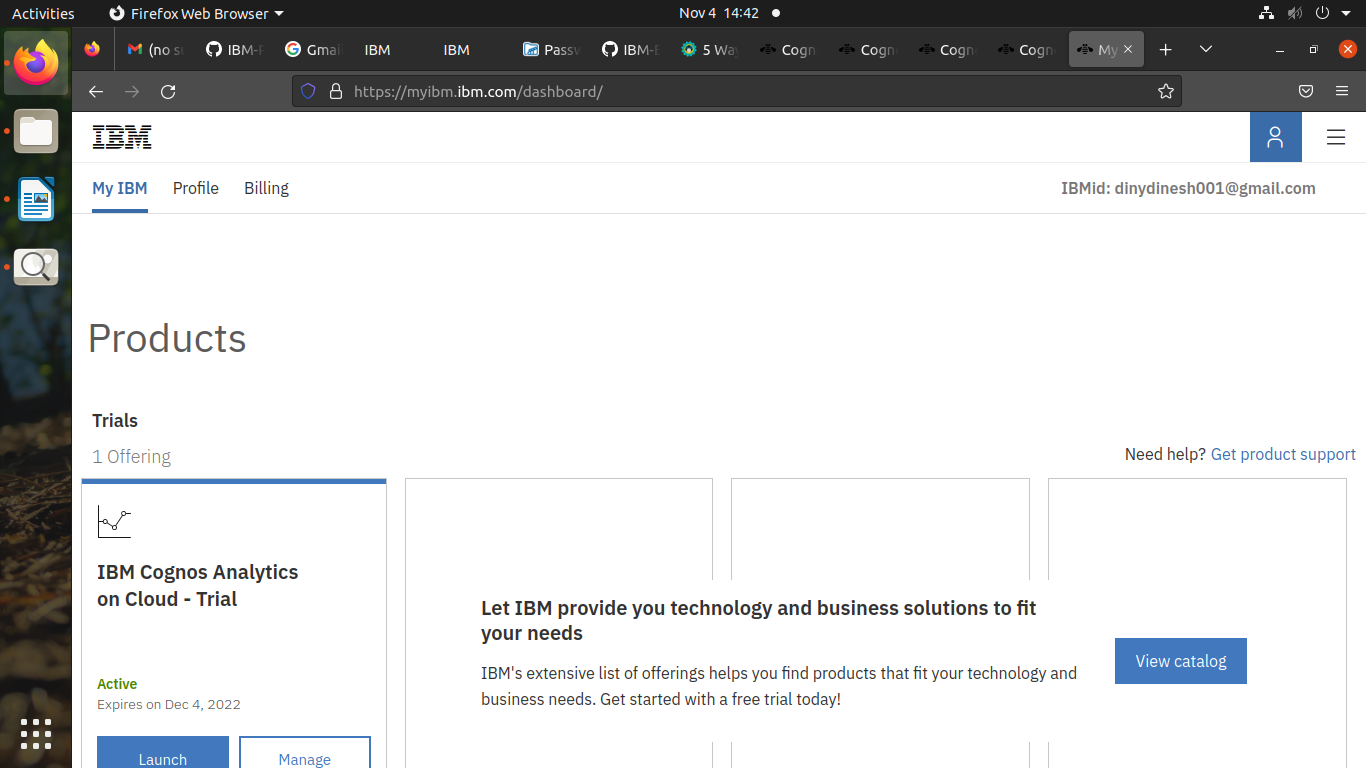 Activities
Firefox Web Browser
Nov 4 14:42
(no su
IBM-P
Gmai
IBM
IBM
Passw
IBM-E
5 Way
Cogn
Cogn
Cogn
Cogn
My
https://myibm.ibm.com/dashboard/
IBM
My IBM
Profile
Billing
IBMid: dinydinesh001@gmail.com
Products
Trials
1 Offering
Need help? Get product support
IBM Cognos Analytics
on Cloud - Trial
Active
Expires on Dec 4, 2022
Launch
Manage
Let IBM provide you technology and business solutions to fit
your needs
IBM's extensive list of offerings helps you find products that fit your technology and
business needs. Get started with a free trial today!
View catalog